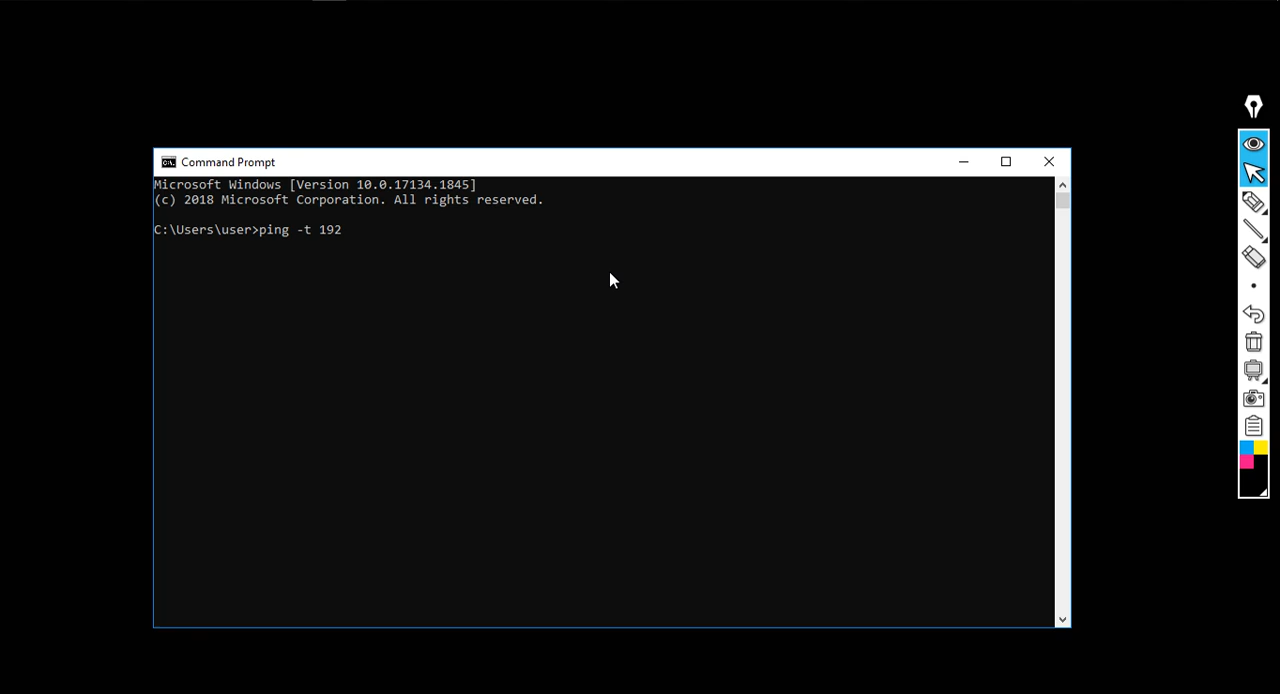 Command Prompt
Microsoft Windows [Version 10.0.17134.1845]
(c) 2018 Microsoft Corporation. All rights reserved.
C:\Users\user>ping -t 192